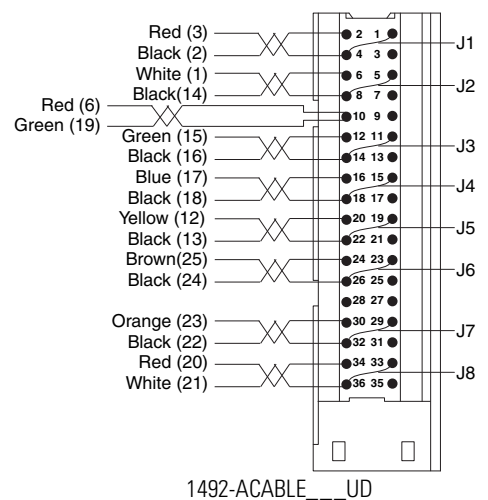 Red (3) 2 1 J1
Black (2) 4 3
White (1) 6 5 J2
Black(14) 8 7
Red (6) 10 9
Green (19)
Green (15) 12 11 J3
Black (16) 14 13
Blue (17) 16 15 J4
Black (18) 18 17
Yellow (12) 20 19 J5
Black (13) 22 21
Brown(25) 24 23 J6
Black (24) 26 25
28 27
Orange (23) 30 29 J7
Black (22) 32 31
Red (20) 34 33 J8
White (21) 36 35
1492-ACABLE___UD